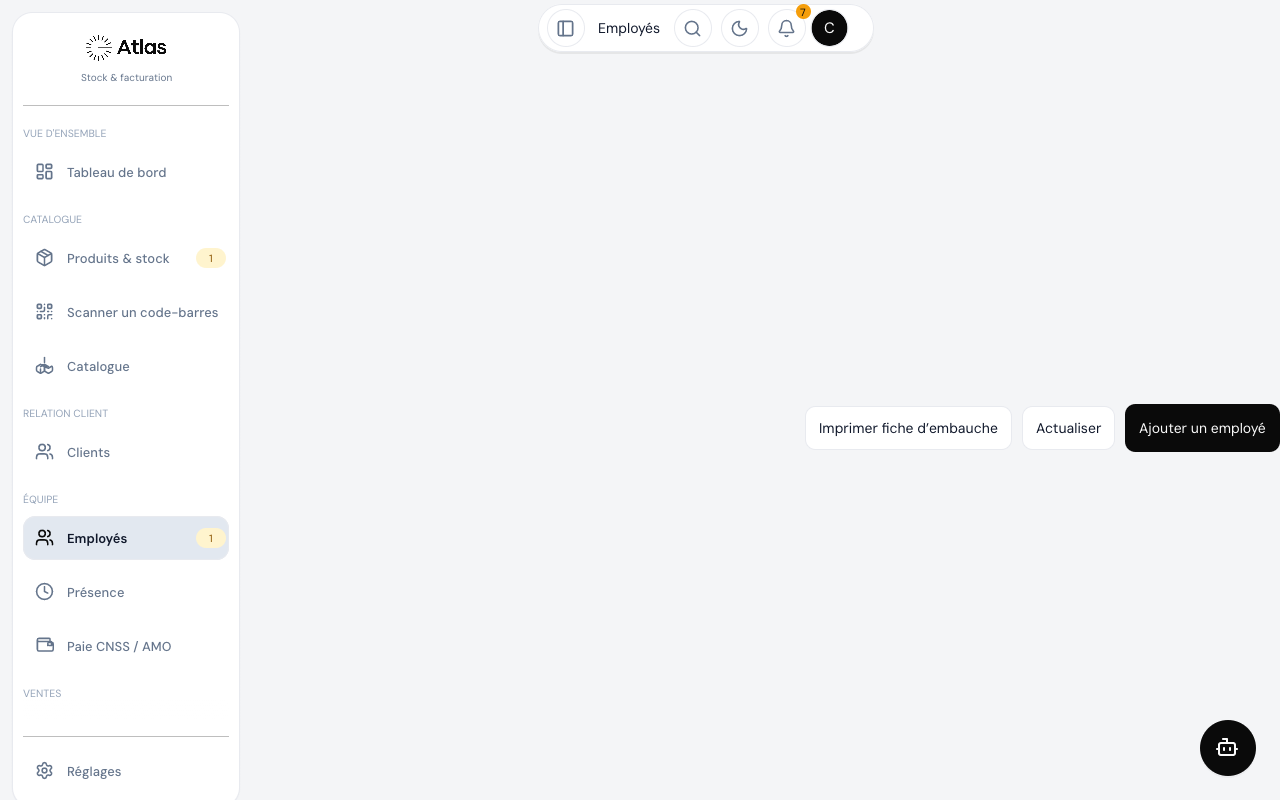 Atlas
Stock & facturation
VUE D'ENSEMBLE
Tableau de bord
CATALOGUE
Produits & stock 1
Scanner un code-barres
Catalogue
RELATION CLIENT
Clients
ÉQUIPE
Employés 1
Présence
Paie CNSS / AMO
VENTES
Réglages
Employés 7 C
Imprimer fiche d’embauche Actualiser Ajouter un employé